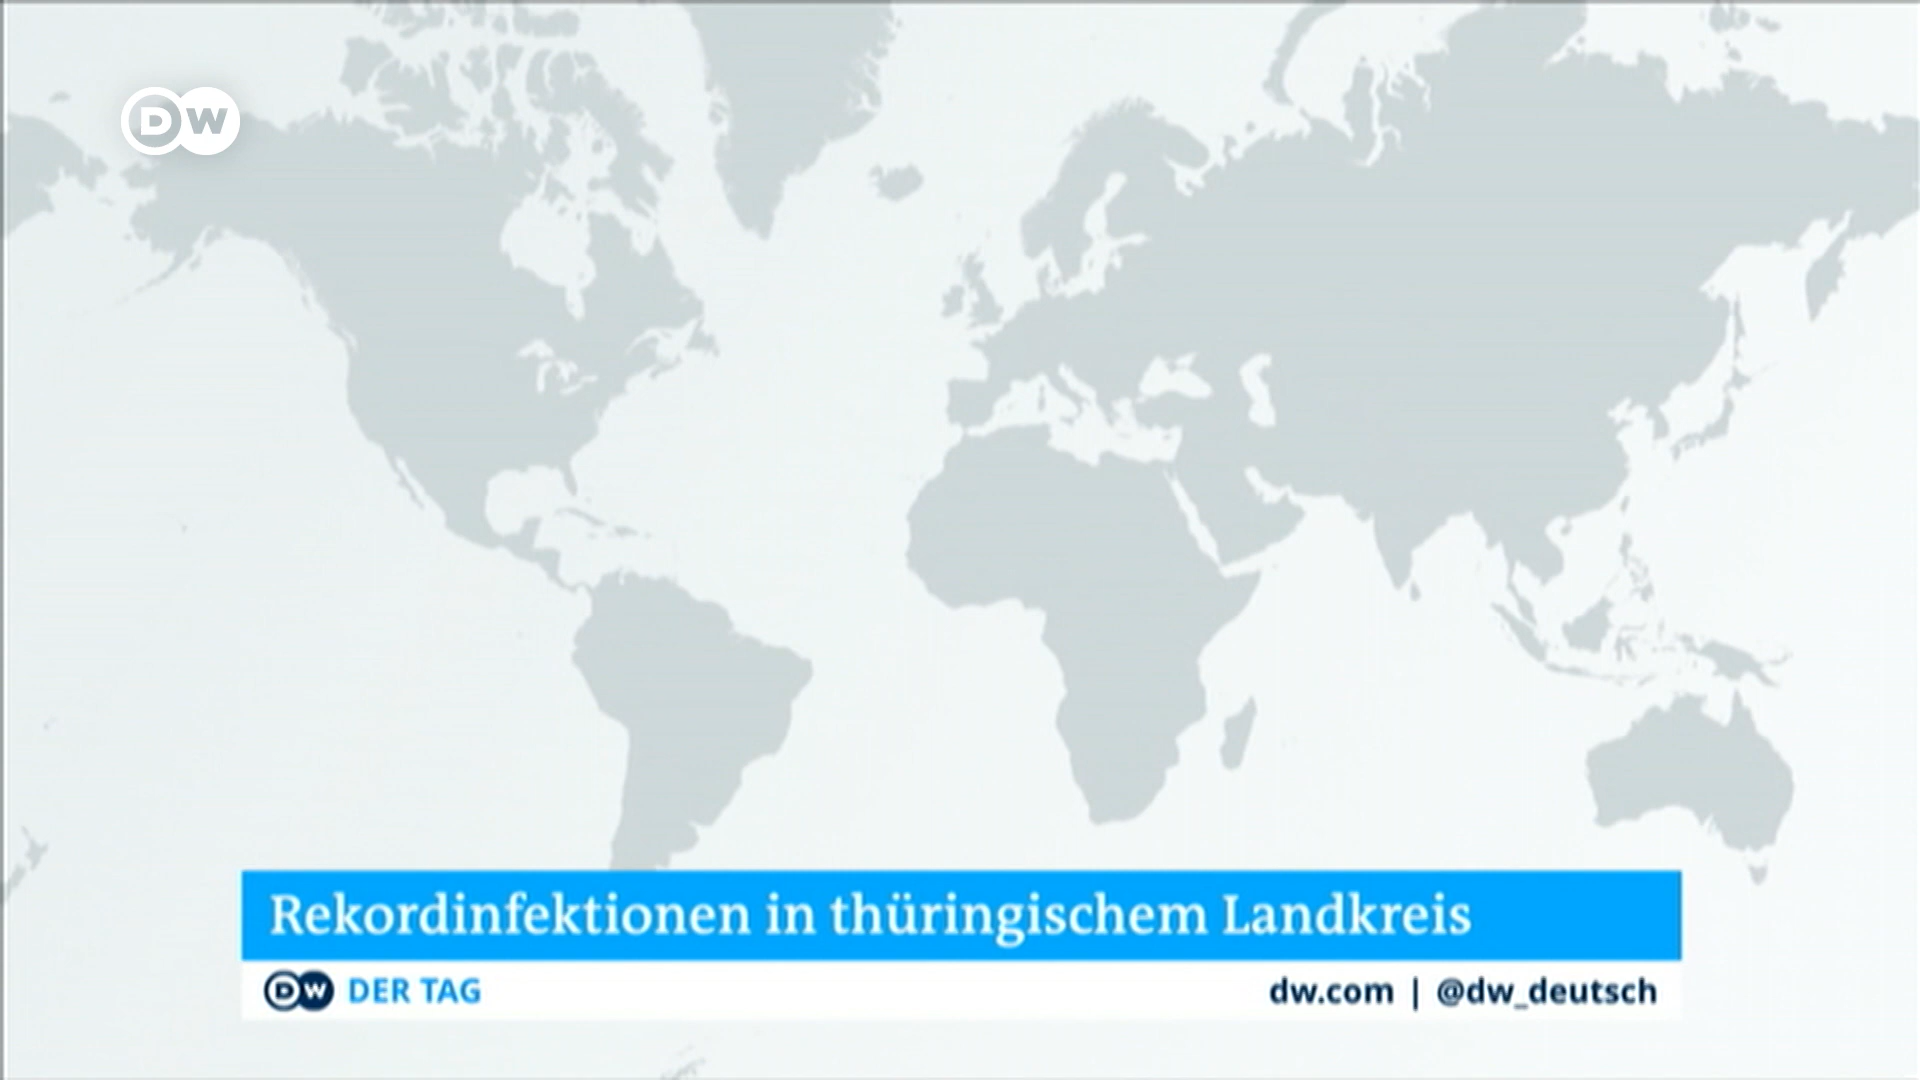 DW
Rekordinfektionen in thüringischem Landkreis
DW DER TAG
dw.com | @dw_deutsch